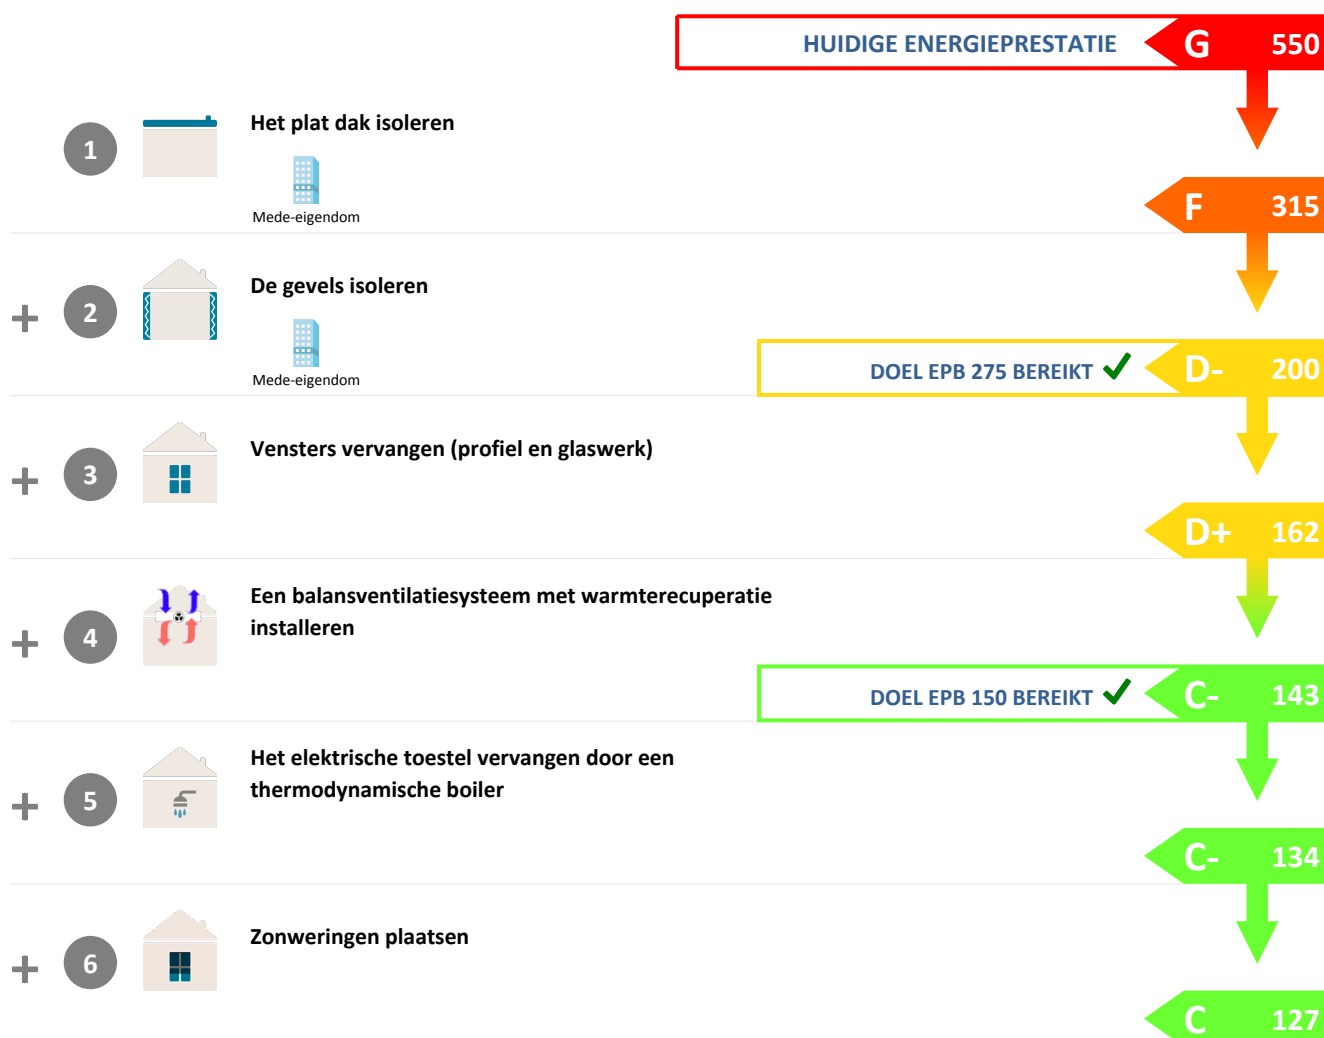 HUIDIGE ENERGIEPRESTATIE G 550
1 Het plat dak isoleren
Mede-eigendom
F 315
+ 2 De gevels isoleren
Mede-eigendom
DOEL EPB 275 BEREIKT ✓ D- 200
+ 3 Vensters vervangen (profiel en glaswerk)
D+ 162
+ 4 Een balansventilatiesysteem met warmterecuperatie
installeren
DOEL EPB 150 BEREIKT ✓ C- 143
+ 5 Het elektrische toestel vervangen door een
thermodynamische boiler
C- 134
+ 6 Zonweringen plaatsen
C 127